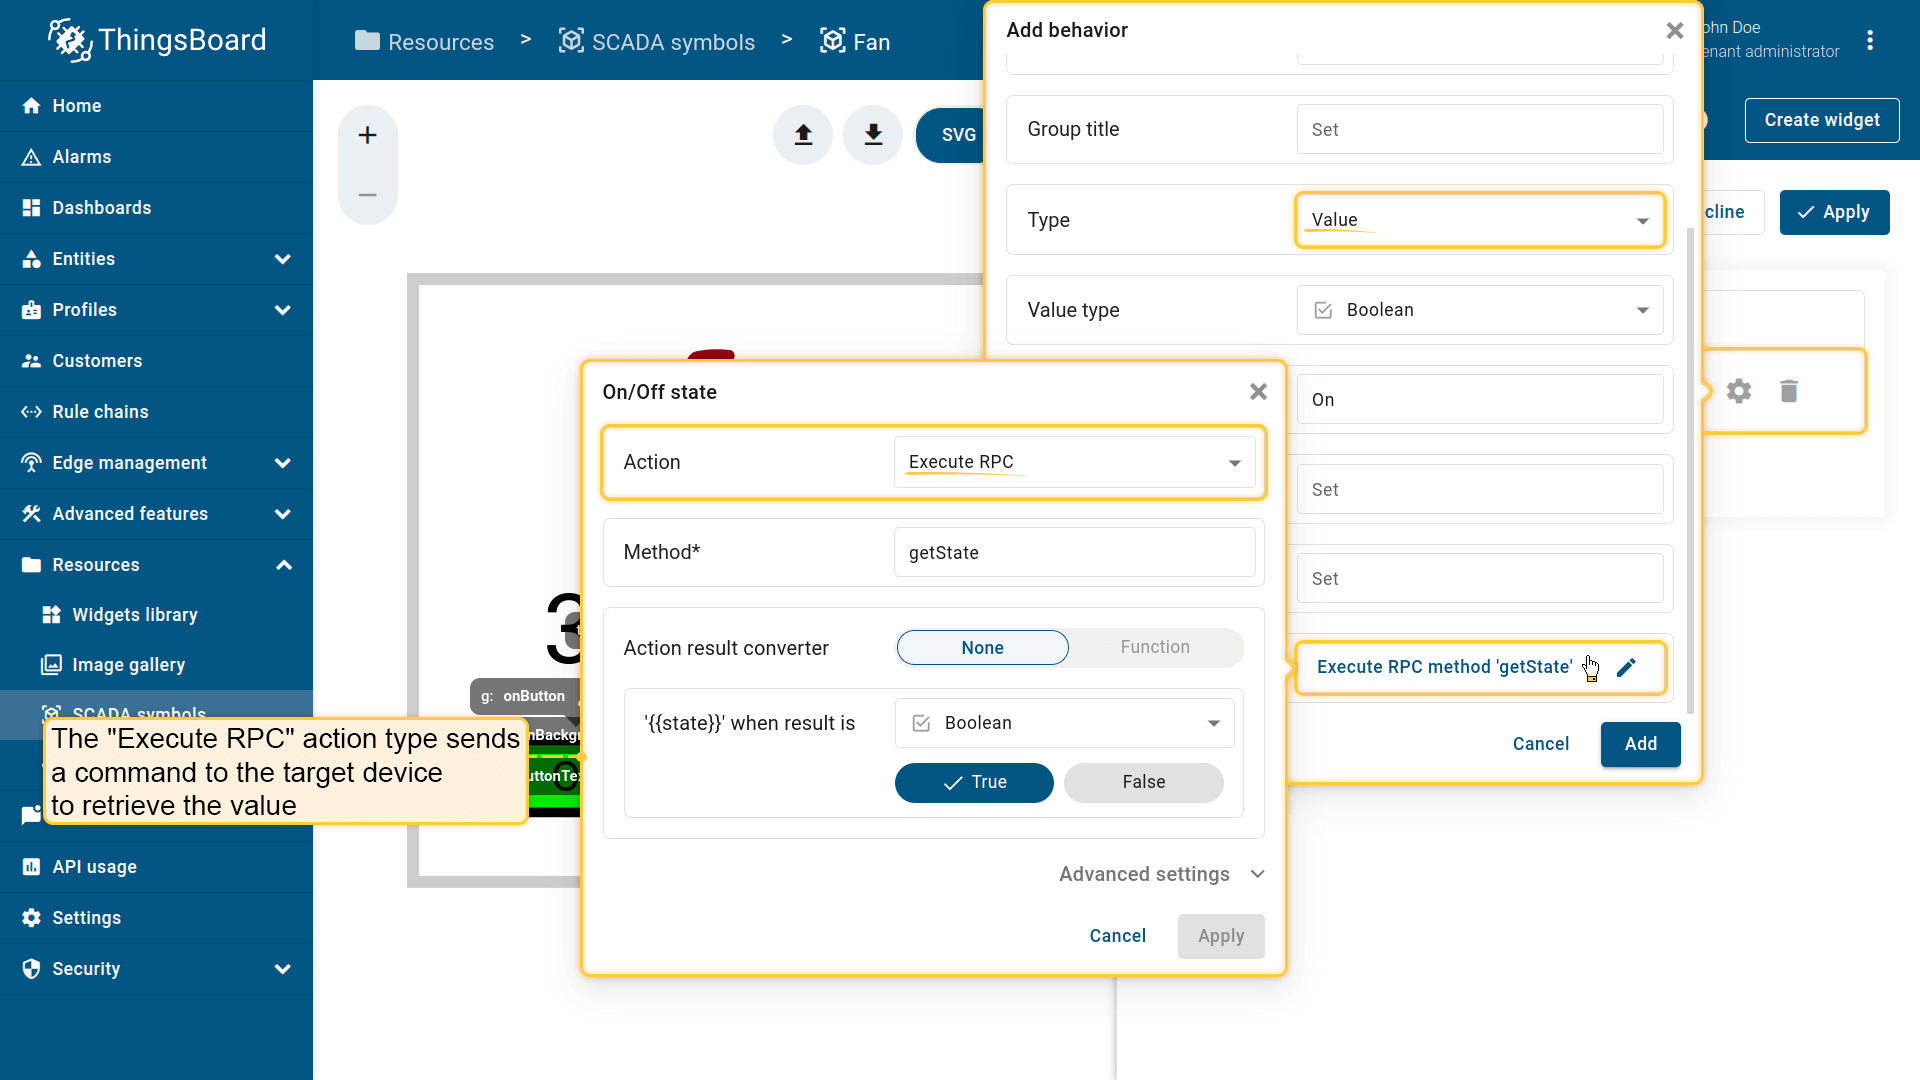 ThingsBoard
Resources > SCADA symbols > Fan
Home
Alarms
Dashboards
Entities
Profiles
Customers
Rule chains
Edge management
Advanced features
Resources
Widgets library
Image gallery
SCADA symbols
API usage
Settings
Security
+
−
SVG
3
g: onButton
The "Execute RPC" action type sends
a command to the target device
to retrieve the value
Add behavior
Group title
Set
Type
Value
Value type
Boolean
On
Set
Set
Execute RPC method 'getState'
Cancel
Add
On/Off state
Action
Execute RPC
Method*
getState
Action result converter
None
Function
'{{state}}' when result is
Boolean
True
False
Advanced settings
Cancel
Apply
ohn Doe
enant administrator
Create widget
cline
Apply